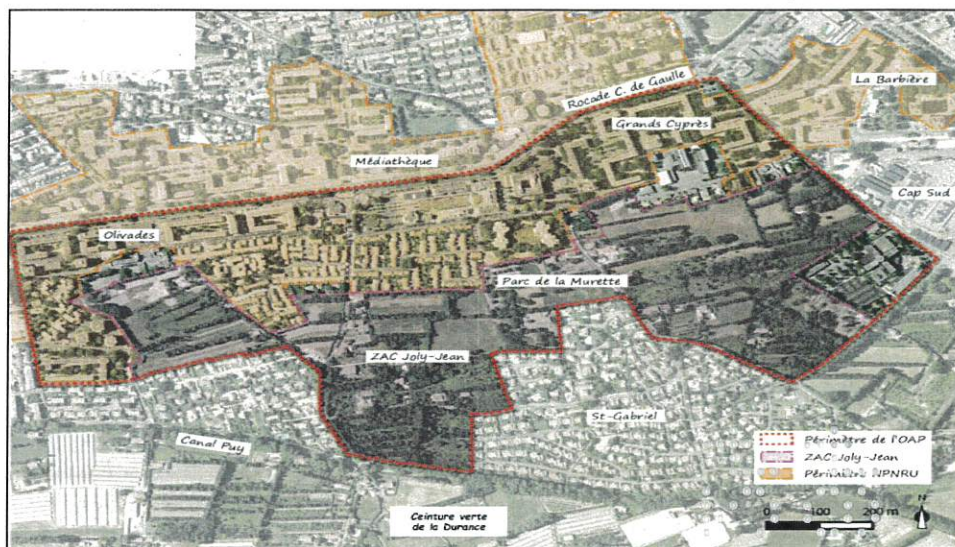 La Barbière
Rocade C. de Gaulle
Grands Cyprès
Médiathèque
Cap Sud
Olivades
Parc de la Murette
ZAC Joly-Jean
St-Gabriel
Canal Puy
Périmètre de l'OAP
ZAC Joly-Jean
Périmètre NPNRU
Ceinture verte
de la Durance
N
0 100 200 m